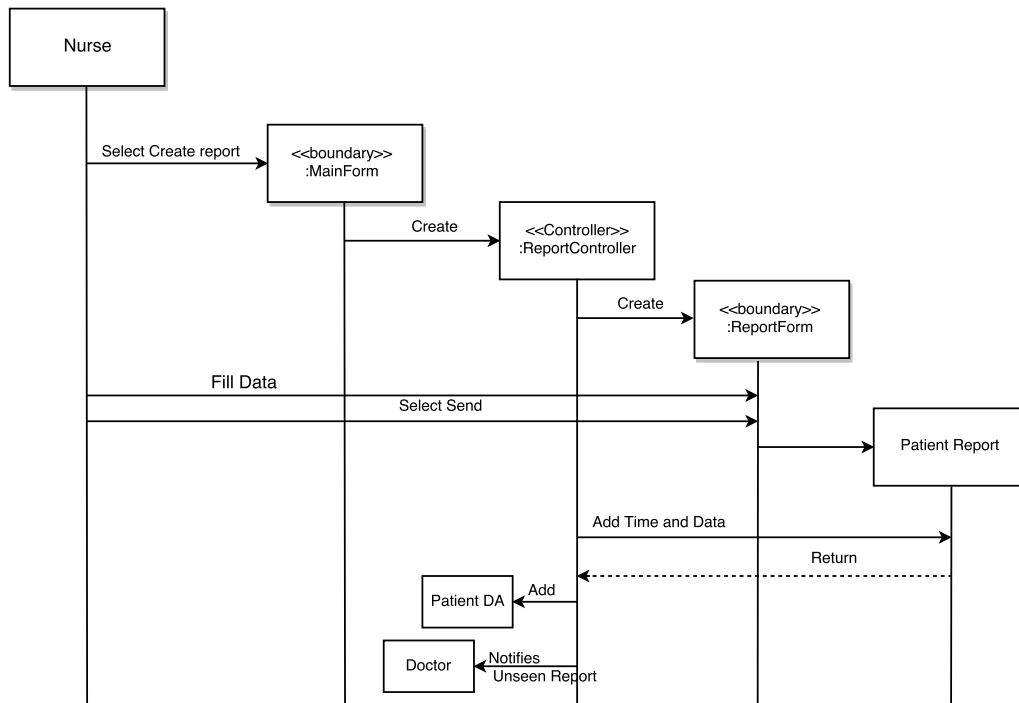 Nurse
Select Create report
<<boundary>>
:MainForm
Create
<<Controller>>
:ReportController
Create
<<boundary>>
:ReportForm
Fill Data
Select Send
Patient Report
Add Time and Data
Return
Add
Patient DA
Doctor
Notifies
Unseen Report